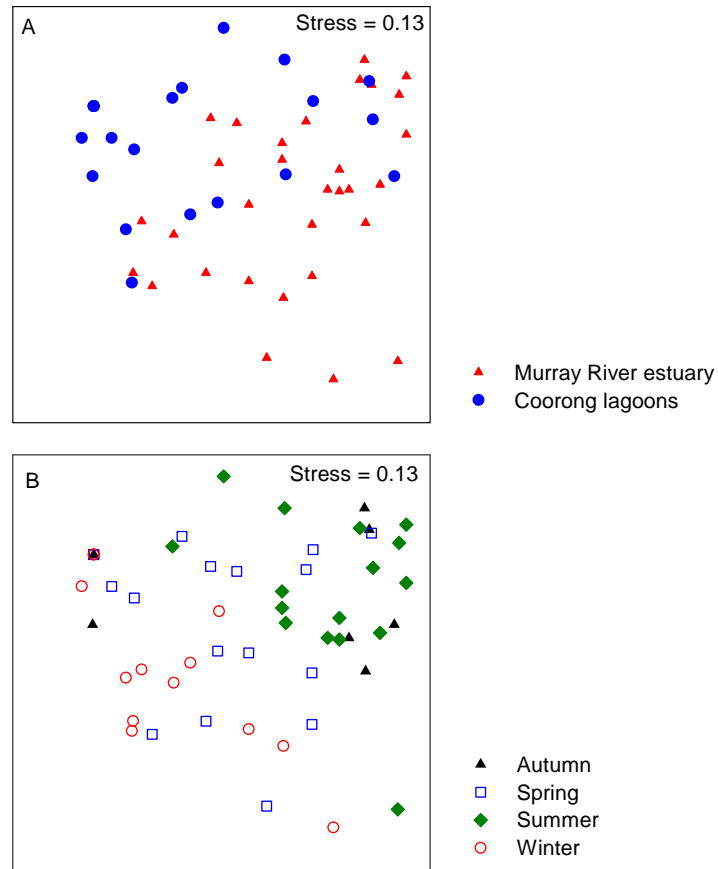 A
Stress = 0.13
Murray River estuary
Coorong lagoons
B
Stress = 0.13
Autumn
Spring
Summer
Winter